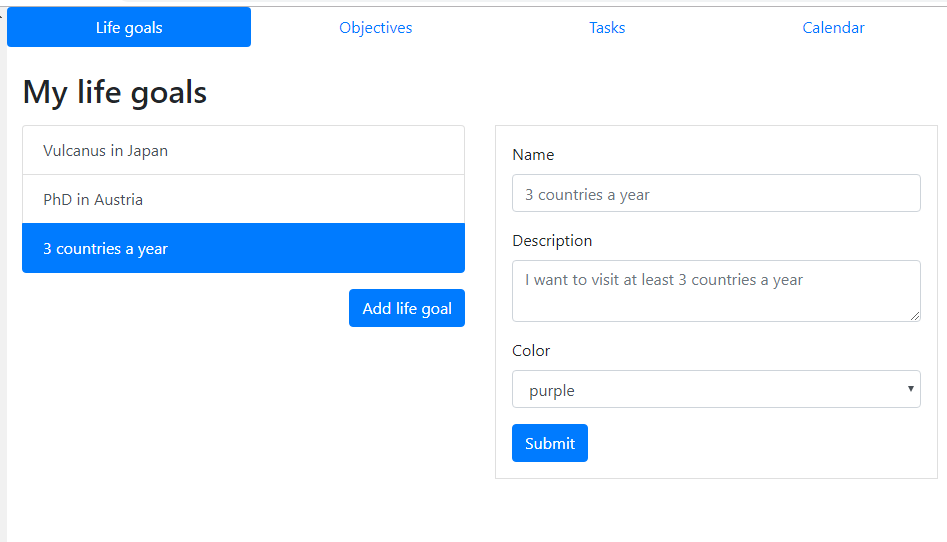 Life goals Objectives Tasks Calendar
My life goals
Vulcanus in Japan
PhD in Austria
3 countries a year
Add life goal
Name
3 countries a year
Description
I want to visit at least 3 countries a year
Color
purple
Submit